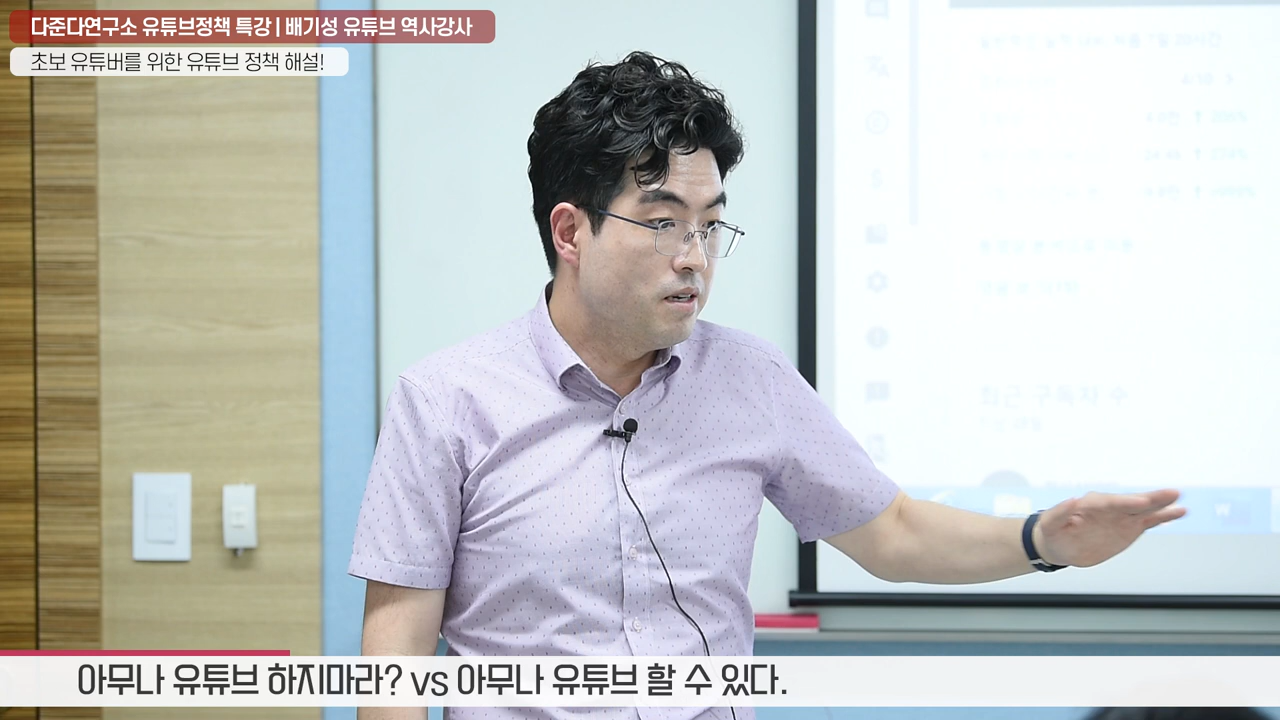 다준다연구소 유튜브정책 특강 | 배기성 유튜브 역사강사
초보 유튜버를 위한 유튜브 정책 해설!
최근 구독자 수
아무나 유튜브 하지마라? vs 아무나 유튜브 할 수 있다.